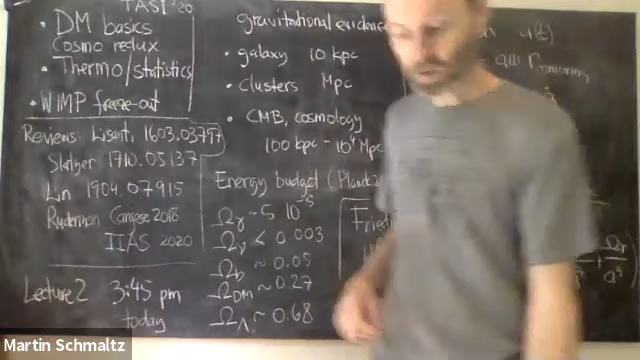 TASI '20
• DM basics
Cosmo redux
• Thermo/statistics
• WIMP freeze-out
Reviews: Lisanti, 1603.03797
Slatyer 1710.05137
Lin 1904.07915
Ruderman Cargese 2018
IIAS 2020
Lecture 2 3:45 pm
today
gravitational evidence
• galaxy 10 kpc
• clusters Mpc
• CMB, cosmology
100 kpc - 10⁴ Mpc
Energy budget (Planck
Ωγ ~ 5 10⁻⁵
Ων < 0.003
Ωb ~ 0.05
ΩDM ~ 0.27
ΩΛ ~ 0.68
Fried
Martin Schmaltz